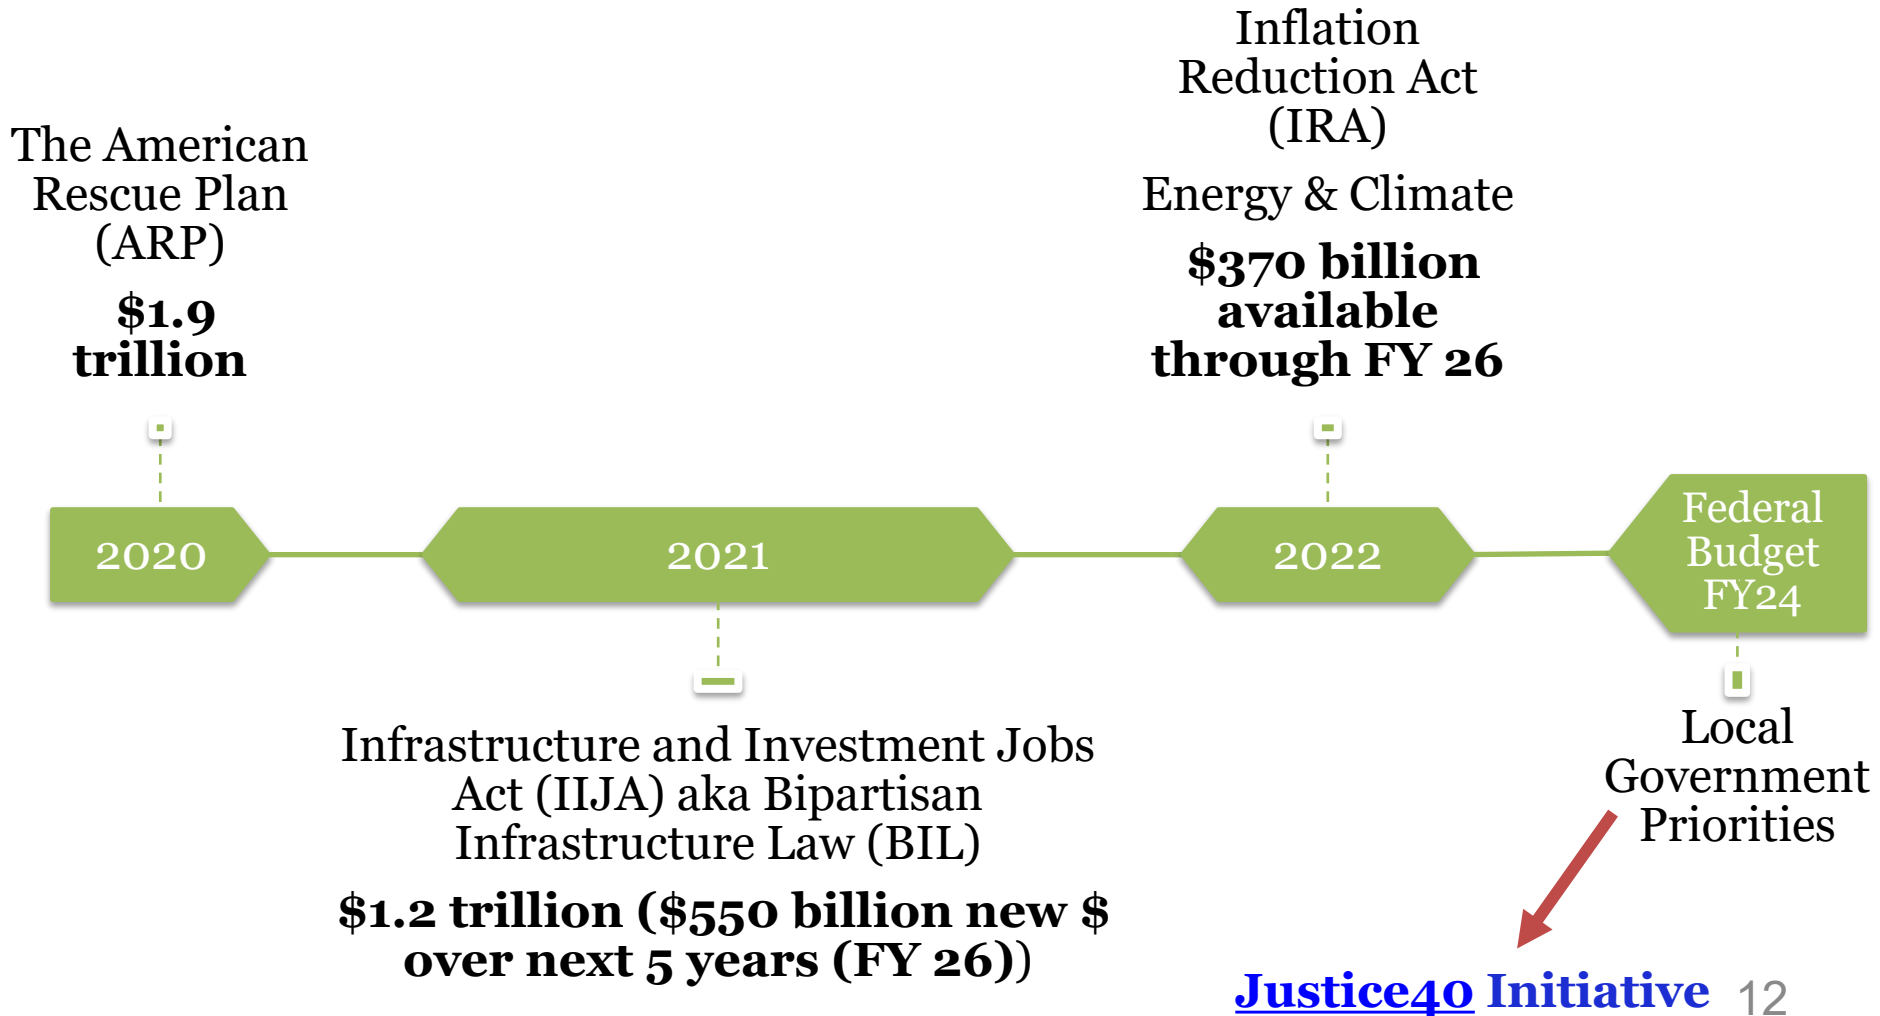 The American
Rescue Plan
(ARP)
$1.9
trillion
Inflation
Reduction Act
(IRA)
Energy & Climate
$370 billion
available
through FY 26
2020
2021
2022
Federal
Budget
FY24
Infrastructure and Investment Jobs
Act (IIJA) aka Bipartisan
Infrastructure Law (BIL)
$1.2 trillion ($550 billion new $
over next 5 years (FY 26))
Local
Government
Priorities
Justice40 Initiative
12